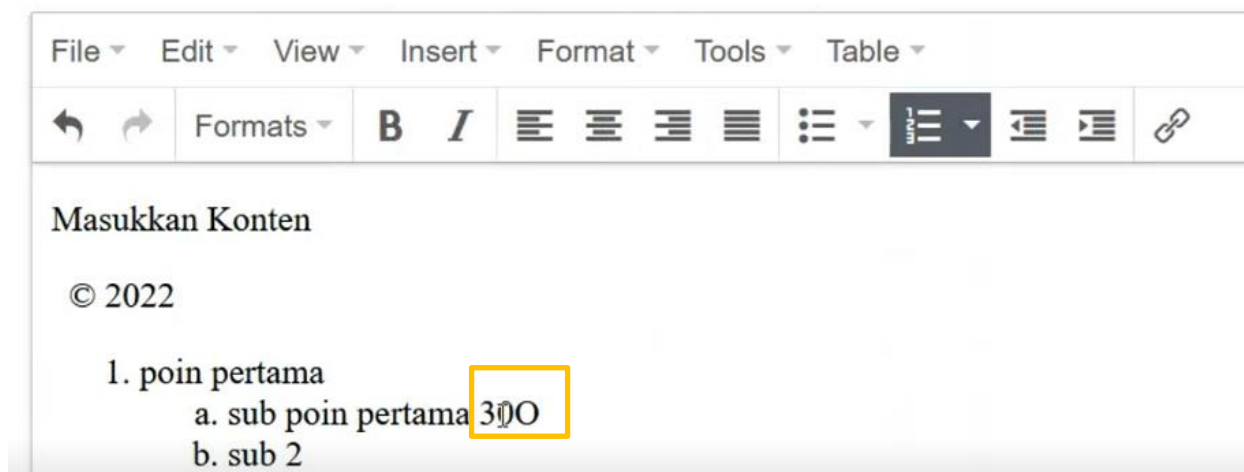 File Edit View Insert Format Tools Table
Formats B I
Masukkan Konten
© 2022
1. poin pertama
a. sub poin pertama 30O
b. sub 2